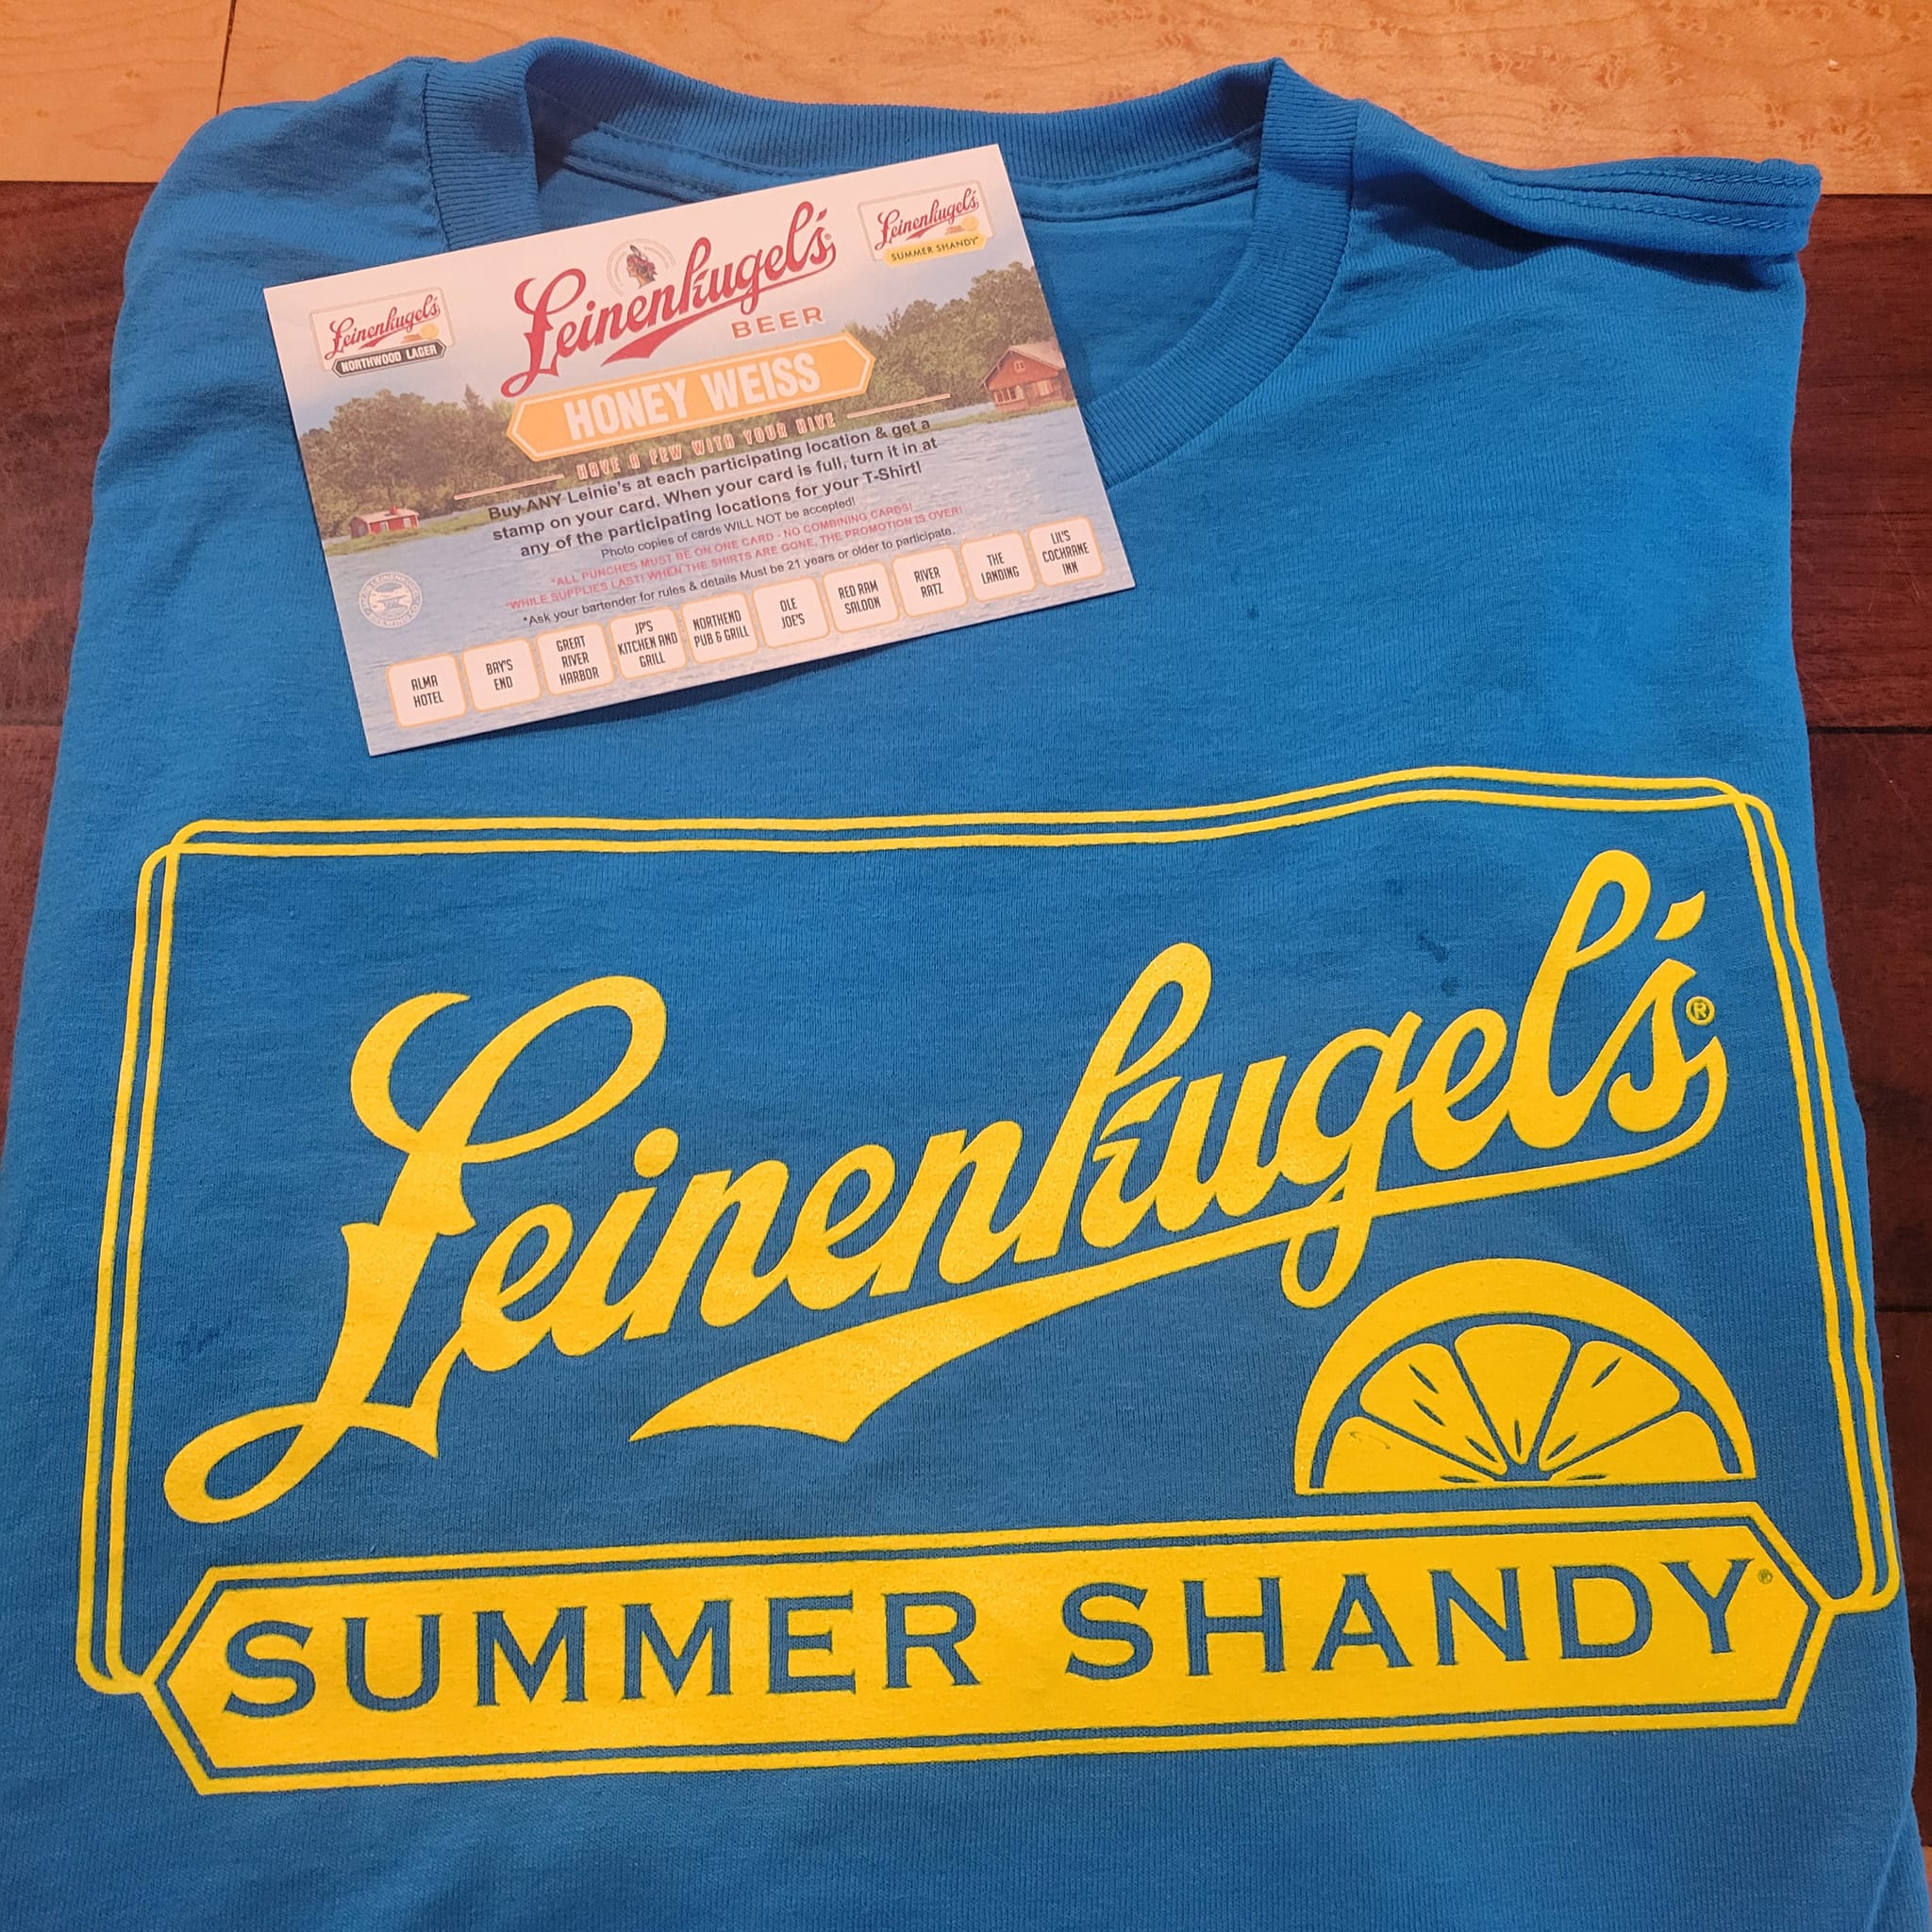 Leinenkugel's
NORTHWOOD LAGER
Leinenkugel's
BEER
Leinenkugel's
SUMMER SHANDY
HONEY WEISS
HAVE A FEW WITH YOUR HIVE
Buy ANY Leinie's at each participating location & get a
stamp on your card. When your card is full, turn it in at
any of the participating locations for your T-Shirt!
Photo copies of cards WILL NOT be accepted!
*ALL PUNCHES MUST BE ON ONE CARD - NO COMBINING CARDS!
*WHILE SUPPLIES LAST! WHEN THE SHIRTS ARE GONE, THE PROMOTION IS OVER!
*Ask your bartender for rules & details Must be 21 years or older to participate.
ALMA
HOTEL
BAY'S
END
GREAT
RIVER
HARBOR
JP'S
KITCHEN AND
GRILL
NORTHEND
PUB & GRILL
OLE
JOE'S
RED RAM
SALOON
RIVER
RATZ
THE
LANDING
LIL'S
COCHRANE
INN
Leinenkugel's®
SUMMER SHANDY®